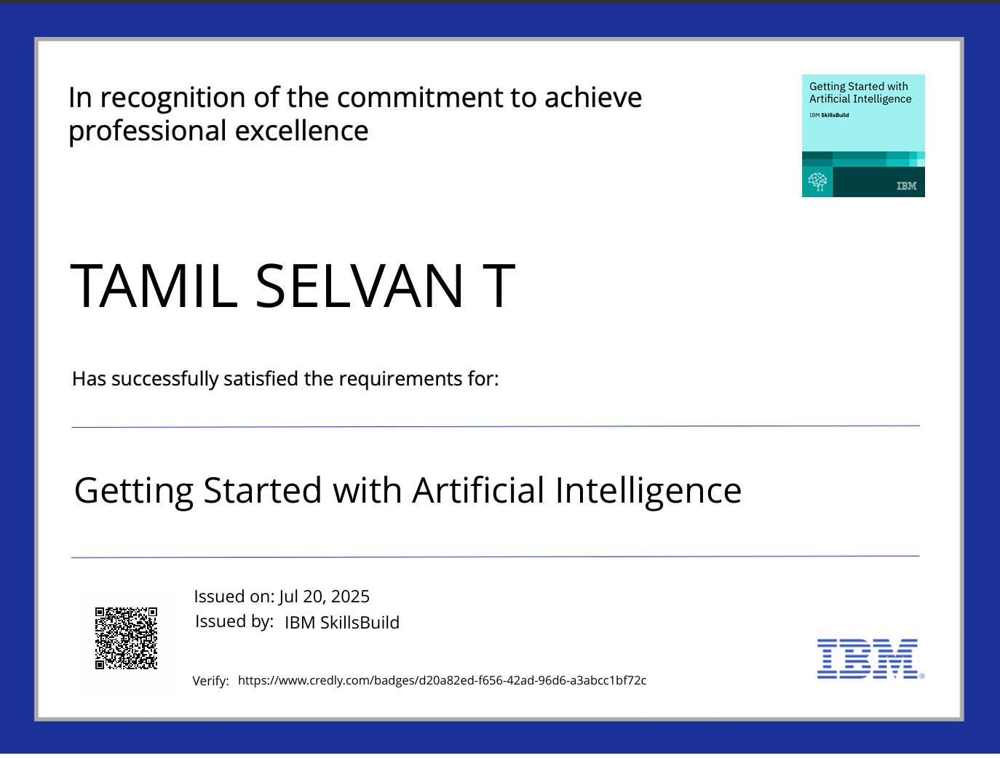 In recognition of the commitment to achieve
professional excellence
Getting Started with
Artificial Intelligence
IBM SkillsBuild
IBM
TAMIL SELVAN T
Has successfully satisfied the requirements for:
Getting Started with Artificial Intelligence
Issued on: Jul 20, 2025
Issued by: IBM SkillsBuild
Verify: https://www.credly.com/badges/d20a82ed-f656-42ad-96d6-a3abcc1bf72c
IBM®